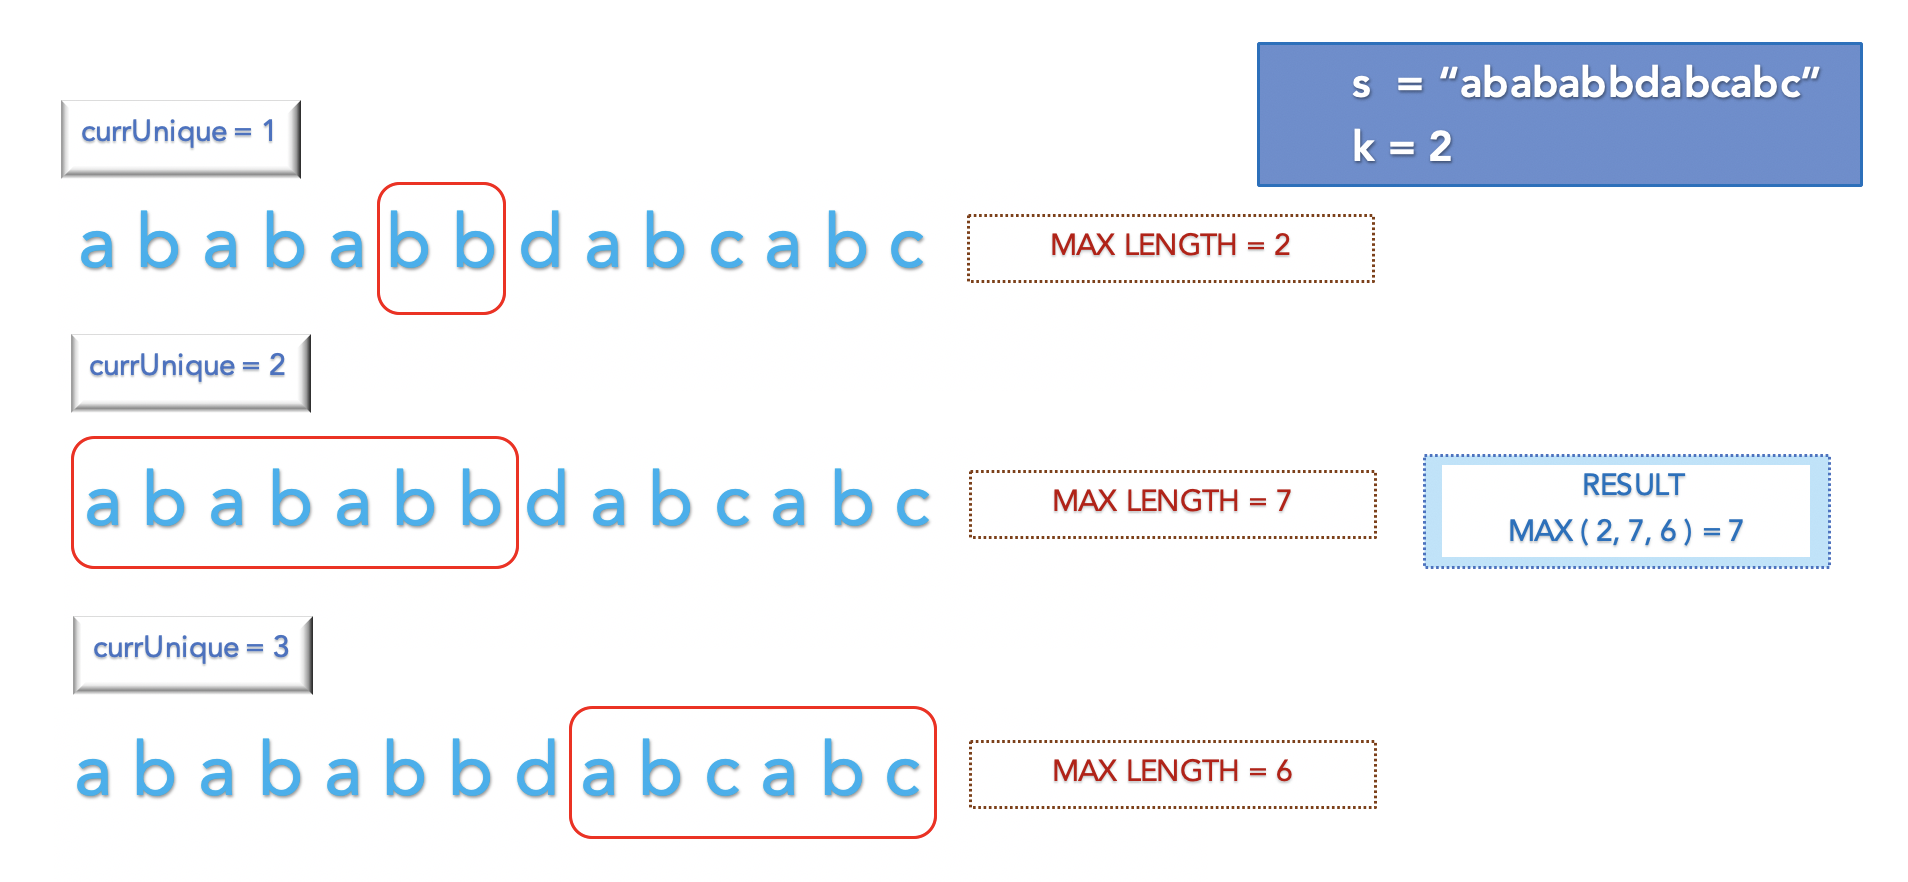 s = “abababbdabcabc”
k = 2
currUnique = 1
a b a b a b b d a b c a b c
MAX LENGTH = 2
currUnique = 2
a b a b a b b d a b c a b c
MAX LENGTH = 7
RESULT
MAX ( 2, 7, 6 ) = 7
currUnique = 3
a b a b a b b d a b c a b c
MAX LENGTH = 6